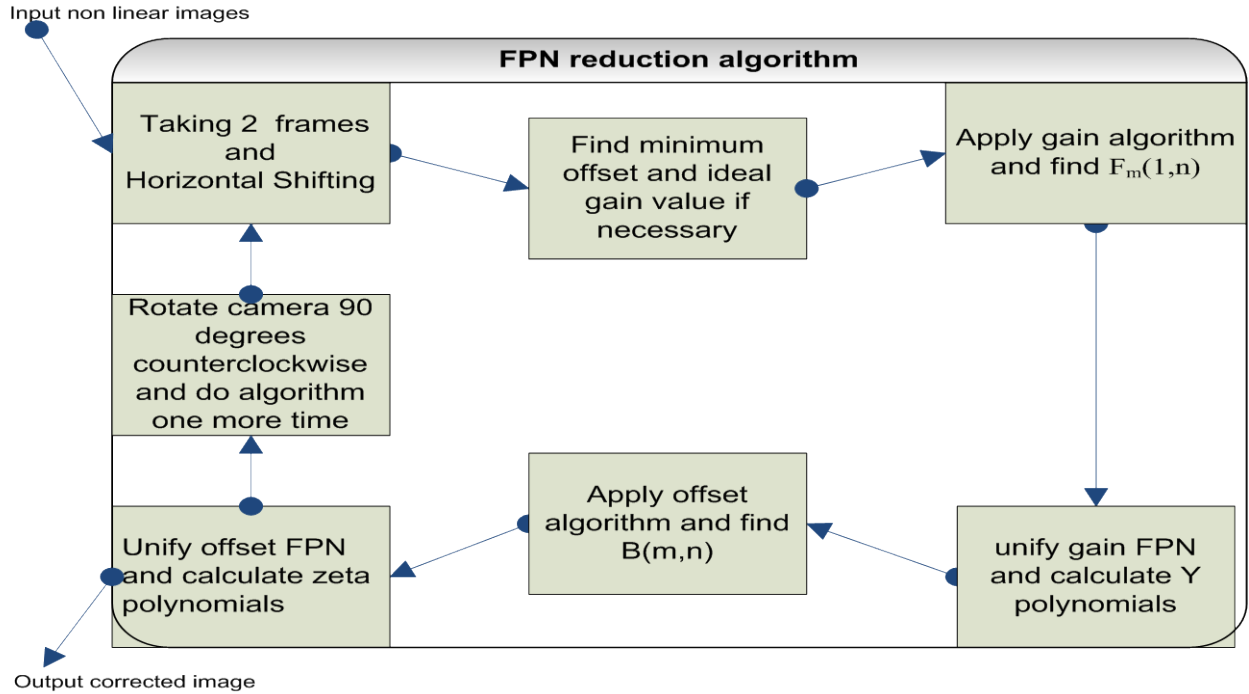 Input non linear images
FPN reduction algorithm
Taking 2 frames
and
Horizontal Shifting
Find minimum
offset and ideal
gain value if
necessary
Apply gain algorithm
and find Fm(1,n)
Rotate camera 90
degrees
counterclockwise
and do algorithm
one more time
Apply offset
algorithm and find
B(m,n)
Unify offset FPN
and calculate zeta
polynomials
unify gain FPN
and calculate Y
polynomials
Output corrected image